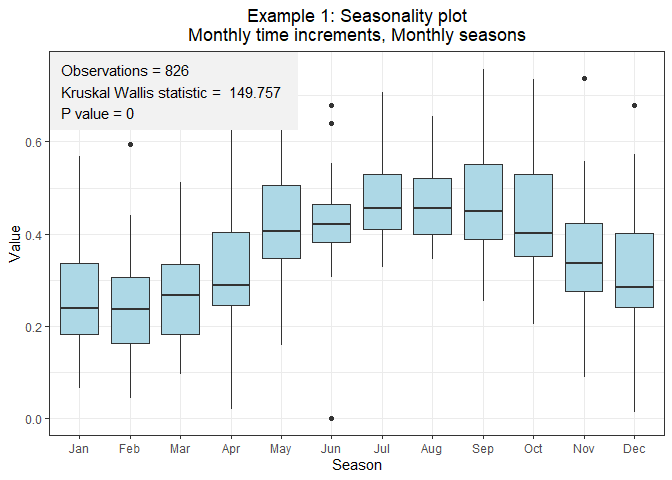 Example 1: Seasonality plot
Monthly time increments, Monthly seasons
Observations = 826
Kruskal Wallis statistic =  149.757
P value = 0
Value
0.6
0.4
0.2
0.0
Jan Feb Mar Apr May Jun Jul Aug Sep Oct Nov Dec
Season